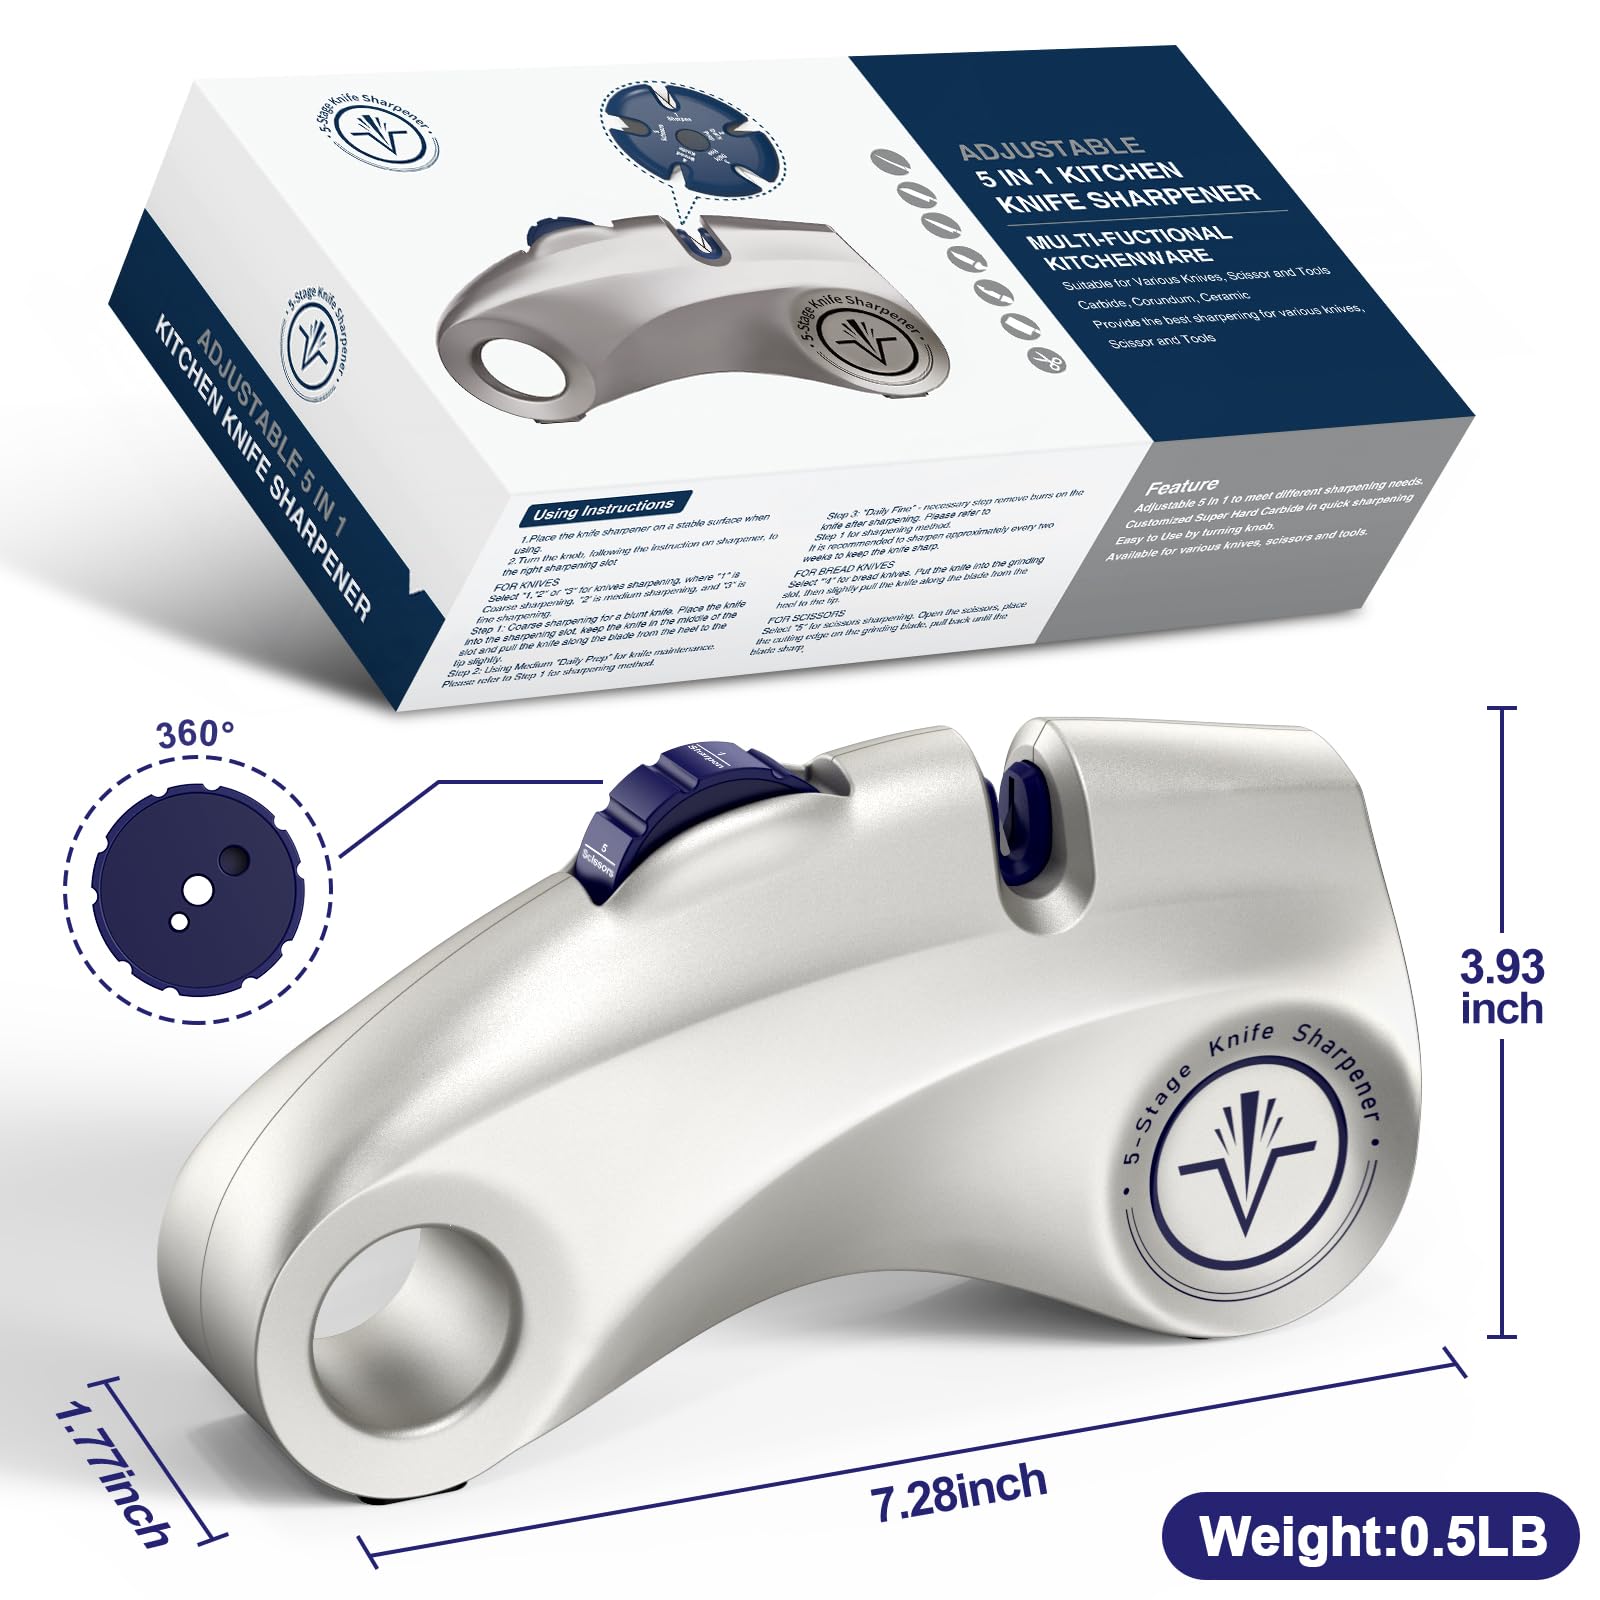 5-Stage Knife Sharpener
1
Sharpen
5
Scissors
ADJUSTABLE
5 IN 1 KITCHEN
KNIFE SHARPENER
MULTI-FUCTIONAL
KITCHENWARE
Suitable for Various Knives, Scissor and Tools
Carbide, Corundum, Ceramic
Provide the best sharpening for various knives,
Scissor and Tools
5-Stage Knife Sharpener
5-Stage Knife Sharpener
ADJUSTABLE 5 IN 1
KITCHEN KNIFE SHARPENER
Using Instructions
1.Place the knife sharpener on a stable surface when
using.
2.Turn the knob, following the instruction on sharpener, to
the right sharpening slot
FOR KNIVES
Select "1, "2' or "3" for knives sharpening, where "1" is
Coarse sharpening, "2' is medium sharpening, and "3" is
fine sharpening.
Step 1: Coarse sharpening for a blunt knife. Place the knife
into the sharpening slot, keep the knife in the middle of the
slot and pull the knife along the blade from the heel to the
tip slightly.
Step 2: Using Medium "Daily Prep" for knife maintenance.
Please refer to Step 1 for sharpening method.
Step 3: "Daily Fine" - necessary step remove burrs on the
knife after sharpening. Please refer to
Step 1 for sharpening method.
It is recommended to sharpen approximately every two
weeks to keep the knife sharp.
FOR BREAD KNIVES
Select "'4" for bread knives. Put the knife into the grinding
slot, then slightly pull the knife along the blade from the
heel to the tip.
FOR SCISSORS
Select "5" for scissors sharpening. Open the scissors, place
the cutting edge on the grinding blade, pull back until the
blade sharp.
Feature
Adjustable 5 in 1 to meet different sharpening needs.
Customized Super Hard Carbide in quick sharpening
Easy to Use by turning knob.
Available for various knives, scissors and tools.
360°
1
Sharpen
5
Scissors
3.93
inch
5-Stage Knife Sharpener
1.77inch
7.28inch
Weight:0.5LB